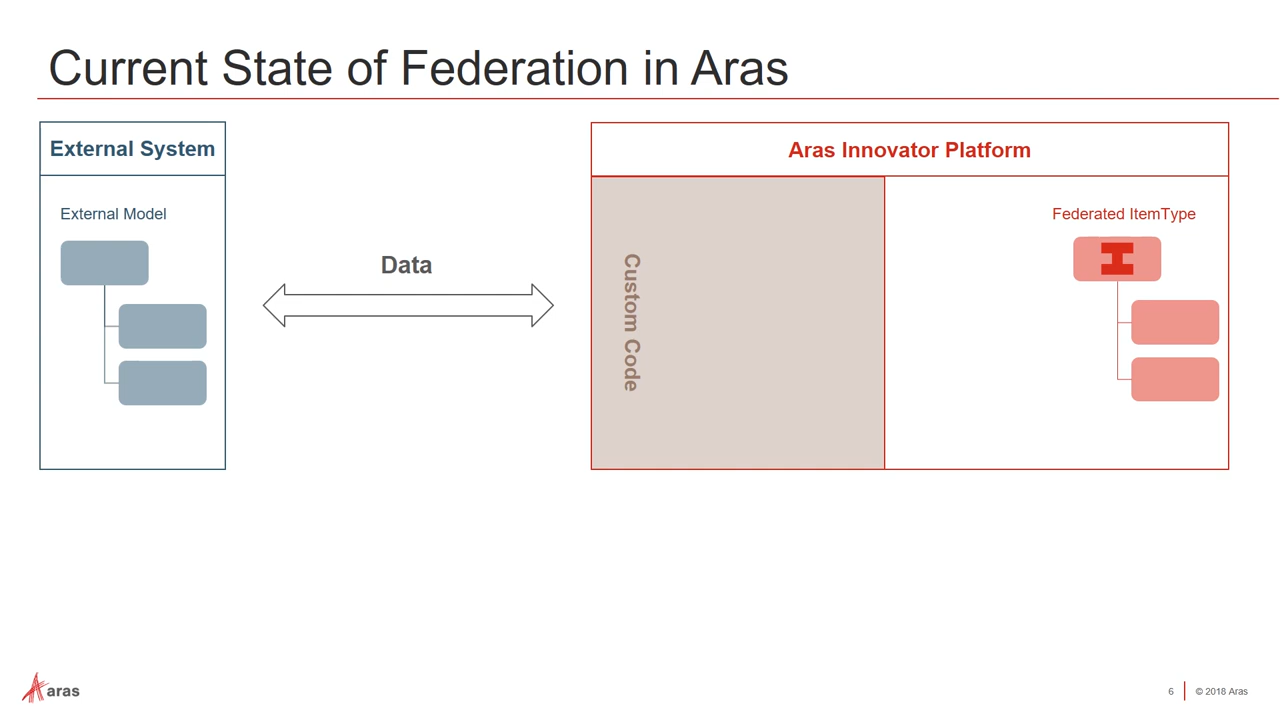 Current State of Federation in Aras
External System
External Model
Data
Aras Innovator Platform
Custom Code
Federated ItemType
aras
6
© 2018 Aras